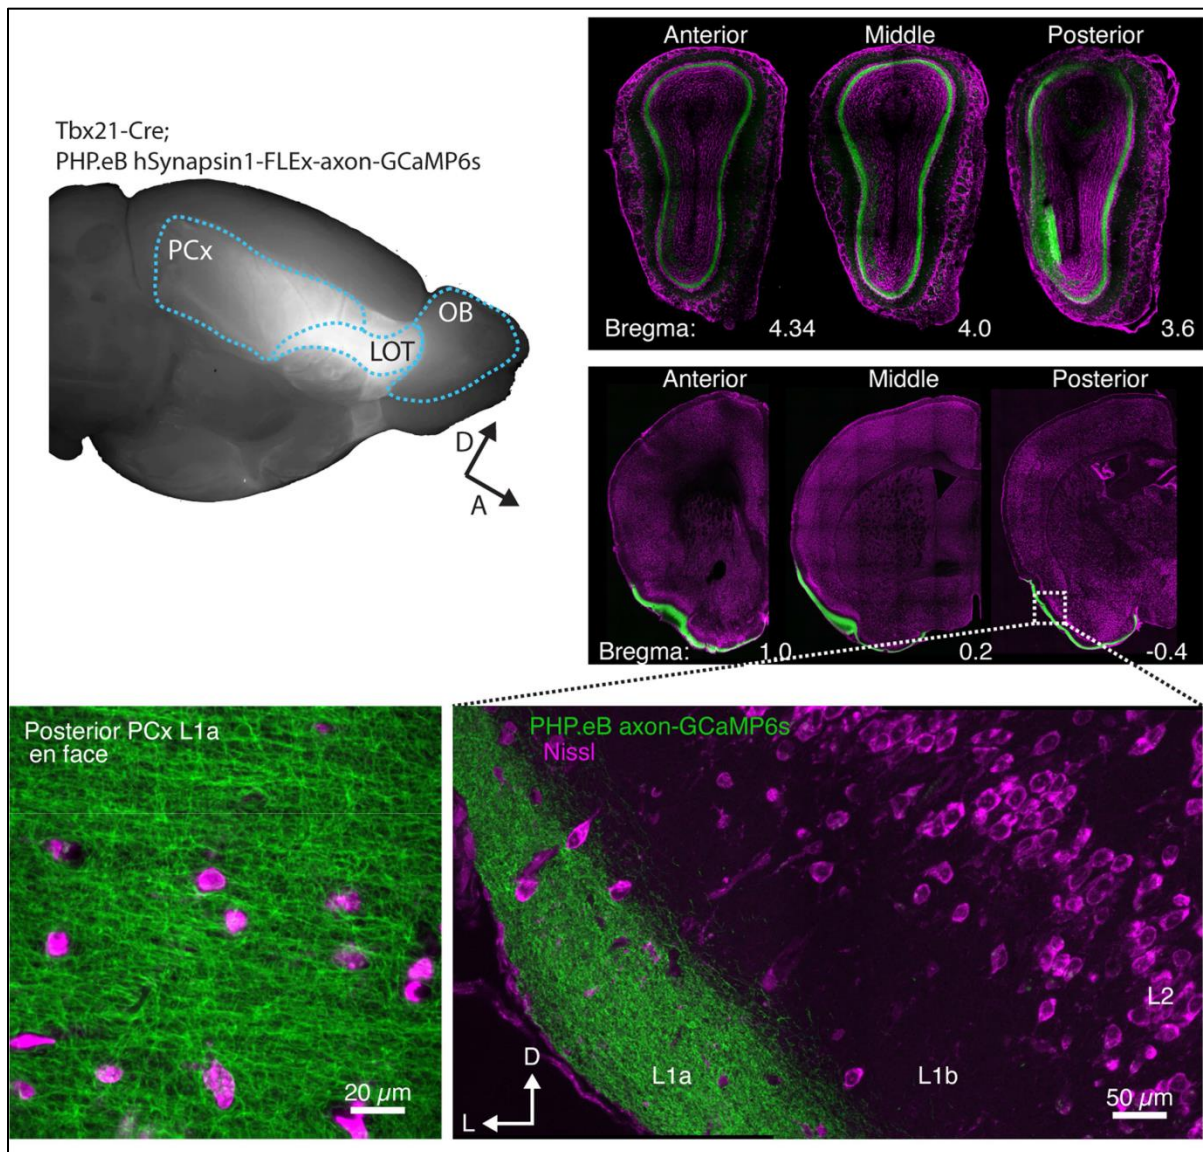 Tbx21-Cre;
PHP.eB hSynapsin1-FLEx-axon-GCaMP6s
PCx
OB
LOT
D
A
Anterior Middle Posterior
Bregma: 4.34 4.0 3.6
Anterior Middle Posterior
Bregma: 1.0 0.2 -0.4
Posterior PCx L1a
en face
20 µm
PHP.eB axon-GCaMP6s
Nissl
L2
D
L
L1a
L1b
50 µm